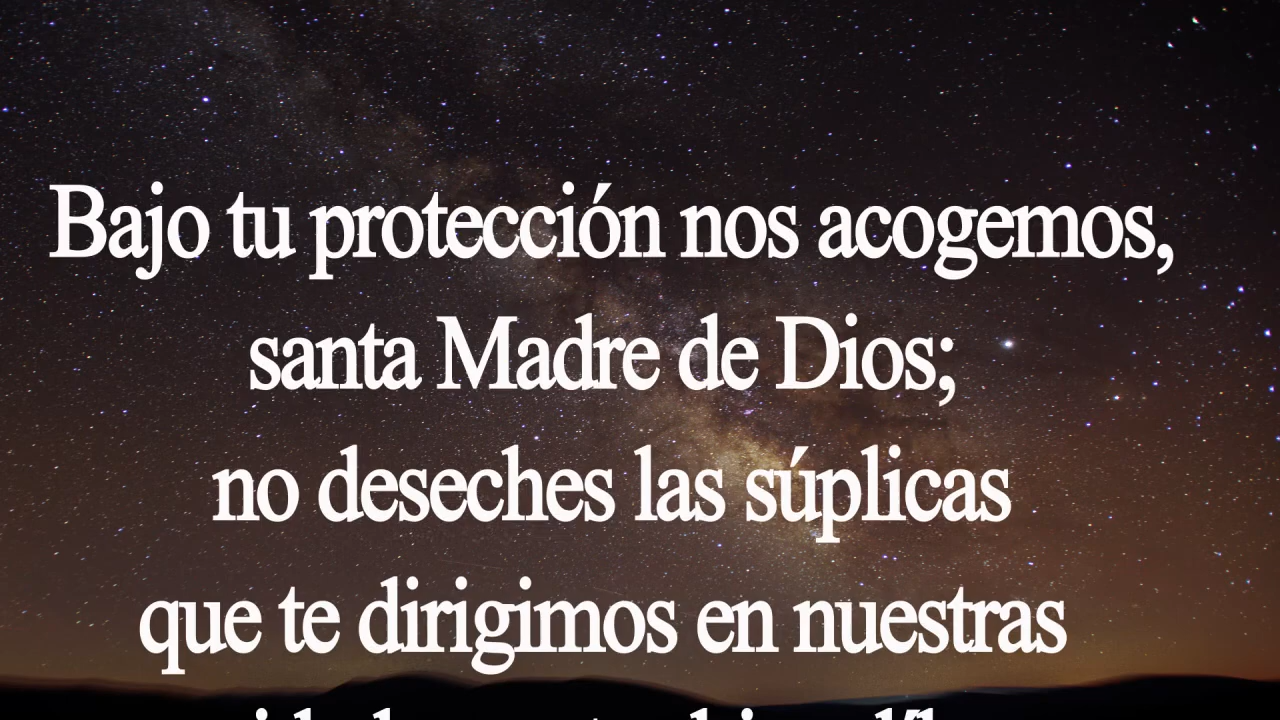 Bajo tu protección nos acogemos,
santa Madre de Dios;
no deseches las súplicas
que te dirigimos en nuestras